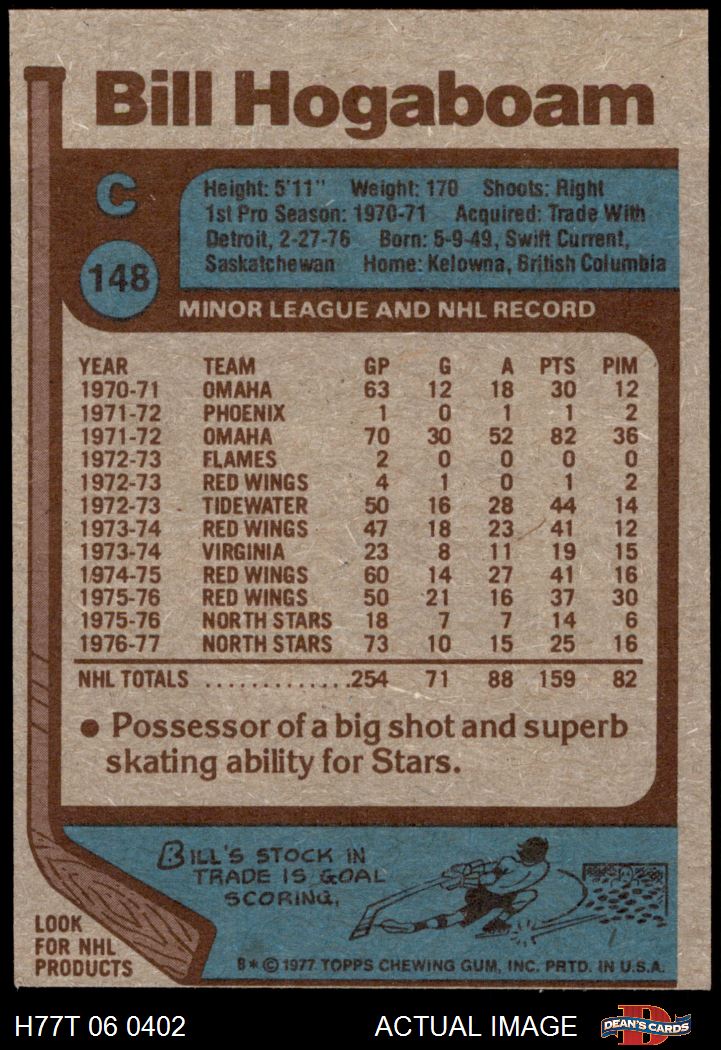 Bill Hogaboam
C
148
Height: 5'11" Weight: 170 Shoots: Right
1st Pro Season: 1970-71 Acquired: Trade With
Detroit, 2-27-76 Born: 5-9-49, Swift Current,
Saskatchewan Home: Kelowna, British Columbia
MINOR LEAGUE AND NHL RECORD
YEAR TEAM GP G A PTS PIM
1970-71 OMAHA 63 12 18 30 12
1971-72 PHOENIX 1 0 1 1 2
1971-72 OMAHA 70 30 52 82 36
1972-73 FLAMES 2 0 0 0 0
1972-73 RED WINGS 4 1 0 1 2
1972-73 TIDEWATER 50 16 28 44 14
1973-74 RED WINGS 47 18 23 41 12
1973-74 VIRGINIA 23 8 11 19 15
1974-75 RED WINGS 60 14 27 41 16
1975-76 RED WINGS 50 21 16 37 30
1975-76 NORTH STARS 18 7 7 14 6
1976-77 NORTH STARS 73 10 15 25 16
NHL TOTALS .............254 71 88 159 82
● Possessor of a big shot and superb
skating ability for Stars.
BILL'S STOCK IN
TRADE IS GOAL
SCORING.
LOOK
FOR NHL
PRODUCTS
B * © 1977 TOPPS CHEWING GUM, INC. PRTD. IN U.S.A.
H77T 06 0402 ACTUAL IMAGE
D
DEAN'S CARDS